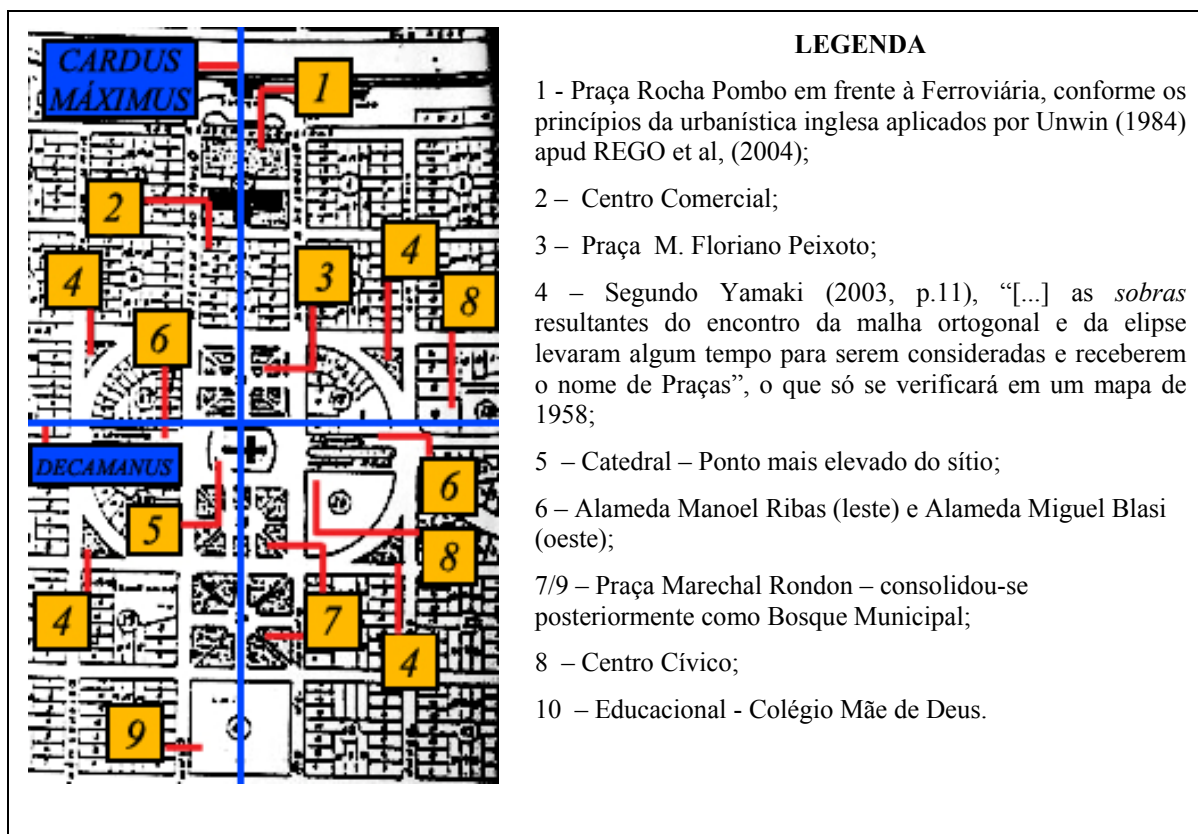 CARDUS
MÁXIMUS
1
2
3
4
4
8
6
DECAMANUS
5
6
8
4
7
4
9
LEGENDA
1 - Praça Rocha Pombo em frente à Ferroviária, conforme os
princípios da urbanística inglesa aplicados por Unwin (1984)
apud REGO et al, (2004);
2 – Centro Comercial;
3 – Praça M. Floriano Peixoto;
4 – Segundo Yamaki (2003, p.11), “[...] as sobras
resultantes do encontro da malha ortogonal e da elipse
levaram algum tempo para serem consideradas e receberem
o nome de Praças”, o que só se verificará em um mapa de
1958;
5 – Catedral – Ponto mais elevado do sítio;
6 – Alameda Manoel Ribas (leste) e Alameda Miguel Blasi
(oeste);
7/9 – Praça Marechal Rondon – consolidou-se
posteriormente como Bosque Municipal;
8 – Centro Cívico;
10 – Educacional - Colégio Mãe de Deus.